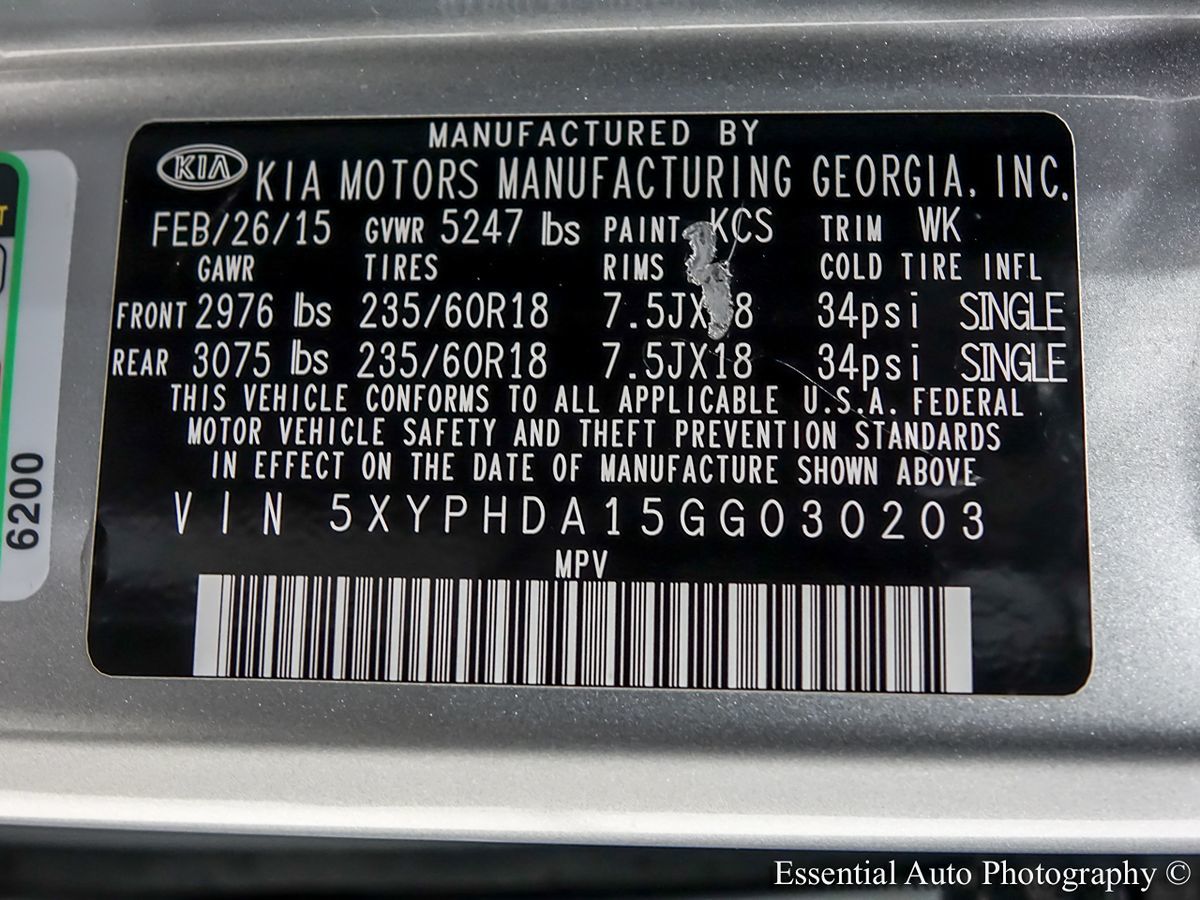 MANUFACTURED BY
KIA KIA MOTORS MANUFACTURING GEORGIA, INC.
FEB/26/15 GVWR 5247 lbs PAINT KCS TRIM WK
GAWR TIRES RIMS COLD TIRE INFL
FRONT 2976 lbs 235/60R18 7.5JX18 34psi SINGLE
REAR 3075 lbs 235/60R18 7.5JX18 34psi SINGLE
THIS VEHICLE CONFORMS TO ALL APPLICABLE U.S.A. FEDERAL
MOTOR VEHICLE SAFETY AND THEFT PREVENTION STANDARDS
IN EFFECT ON THE DATE OF MANUFACTURE SHOWN ABOVE
VIN 5XYPHDA15GG030203
MPV
6200
Essential Auto Photography ©